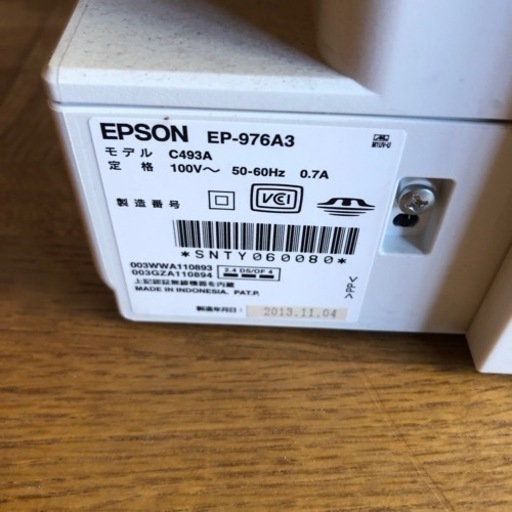 EPSON EP-976A3
モデル C493A
定格 100V〜 50-60Hz 0.7A
製造番号
VCI
*SNTY060080*
003WWA110893
003GZA110894
2.4 DS/OF 4
上記認証無線機器を内蔵
MADE IN INDONESIA. PAT.P.
製造年月日: 2013.11.04